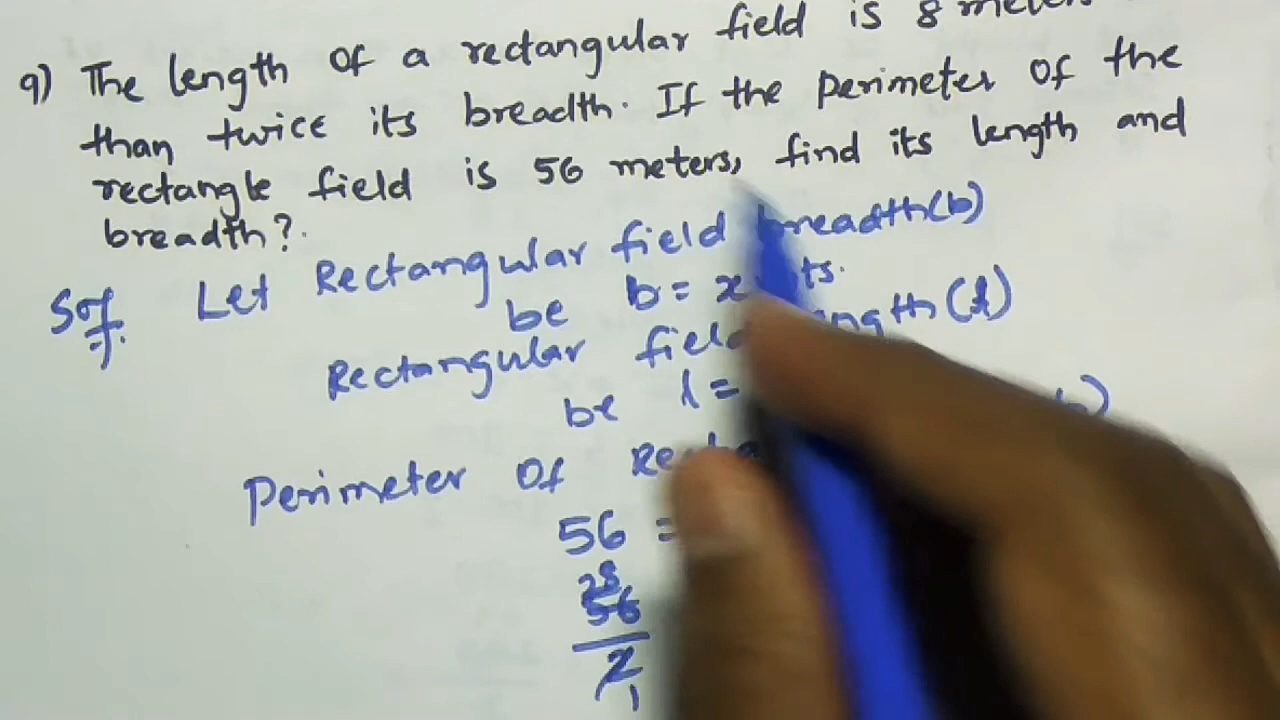 9) The length of a rectangular field is 8
than twice its breadth. If the perimeter of the
rectangle field is 56 meters, find its length and
breadth?.
Sol. Let Rectangular field breadth(b)
be b = x
Rectangular field length (l)
be l =
Perimeter Of
56 =
28
56
2
1